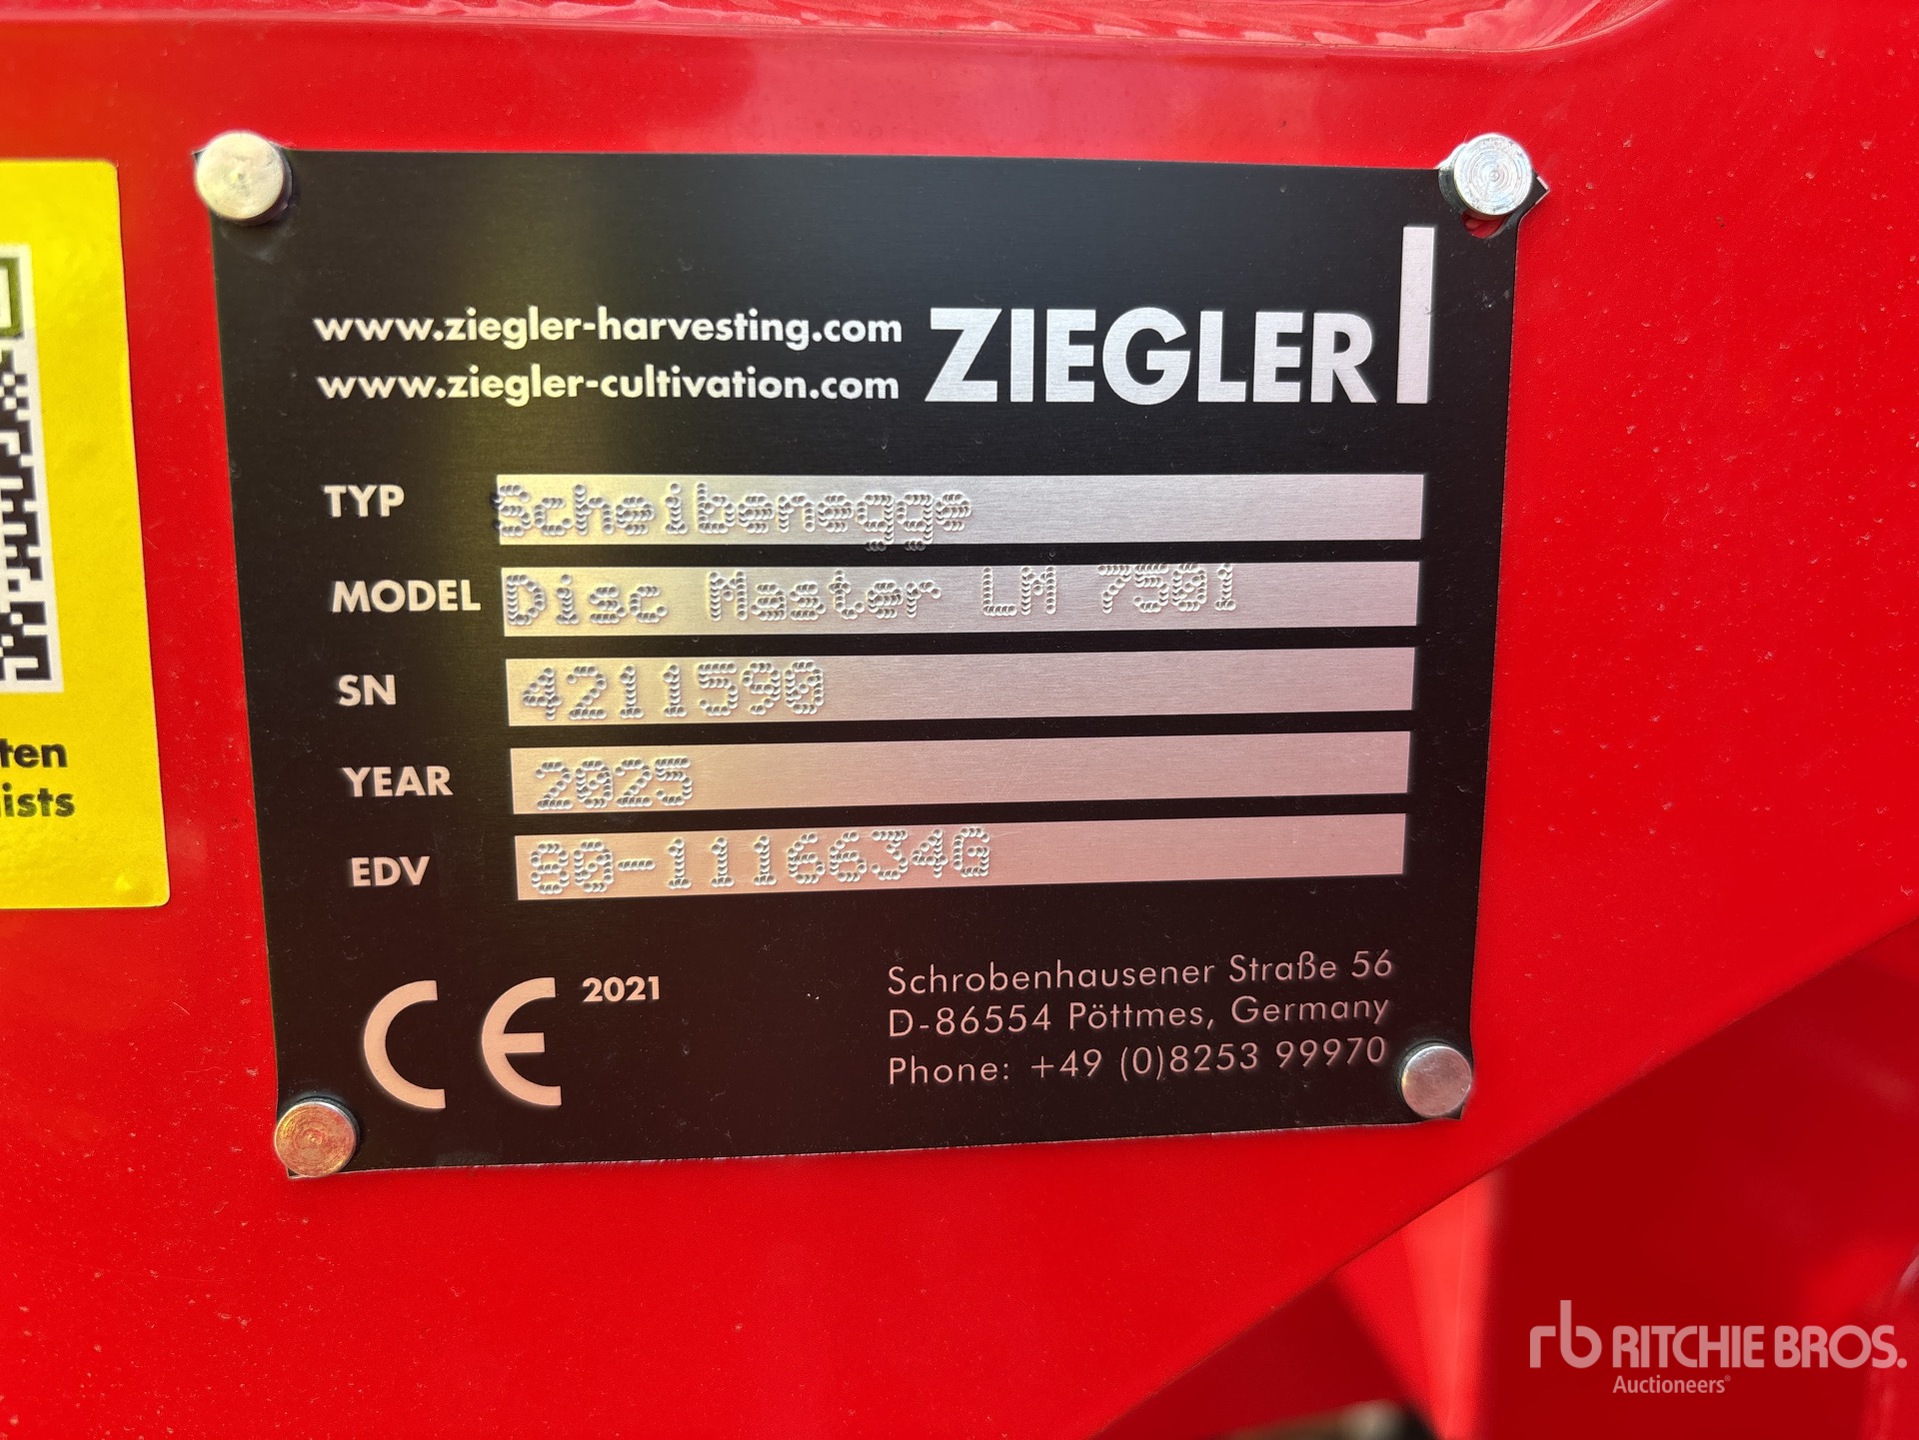 www.ziegler-harvesting.com
www.ziegler-cultivation.com
ZIEGLER
TYP Scheibenegge
MODEL Disc Master LM 7501
SN 4211590
YEAR 2025
EDV 80-1116634G
CE 2021
Schrobenhausener Straße 56
D-86554 Pöttmes, Germany
Phone: +49 (0)8253 99970
ten
ists
rb RITCHIE BROS.
Auctioneers